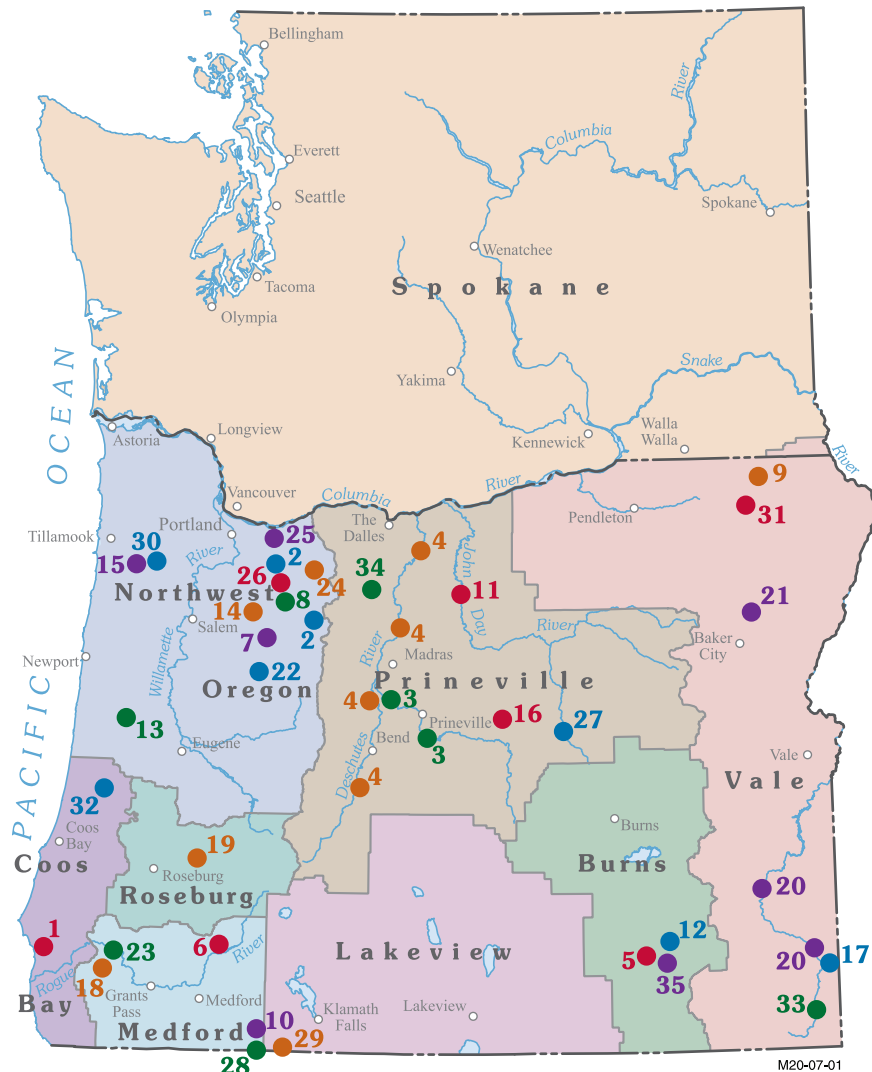 Bellingham
River
Columbia
Everett
Seattle
Spokane
Wenatchee
Tacoma
Spokane
Olympia
OCEAN
Snake
Yakima
Walla
Walla
Kennewick
Longview
Astoria
River
9
River
Vancouver
Columbia
Pendleton
31
The
Dalles
Portland
Tillamook
25
4
John
30
River
2
34
15
26
24
11
Northwest
8
21
14
Day
River
Salem
2
4
Baker
City
7
Newport
River
Madras
Willamette
22
Prineville
Oregon
4
3
16
27
13
Prineville
Eugene
Bend
3
Vale
PACIFIC
Deschutes
4
Vale
32
Coos
Bay
Burns
19
Coos
Roseburg
Burns
Roseburg
20
1
12
23
6
River
Lakeview
20
17
5
Rogue
18
35
Grants
Pass
Medford
Bay
Lakeview
33
Klamath
Falls
10
Medford
29
28
M20-07-01